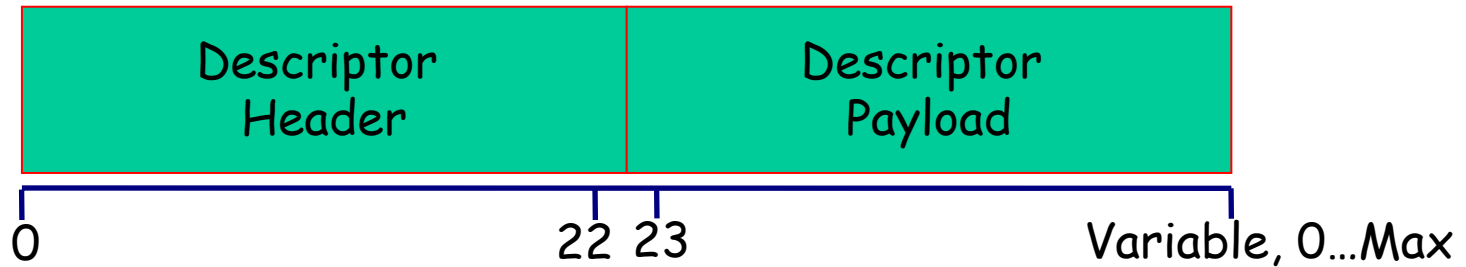 Descriptor
Header
Descriptor
Payload
0
22
23
Variable, 0...Max